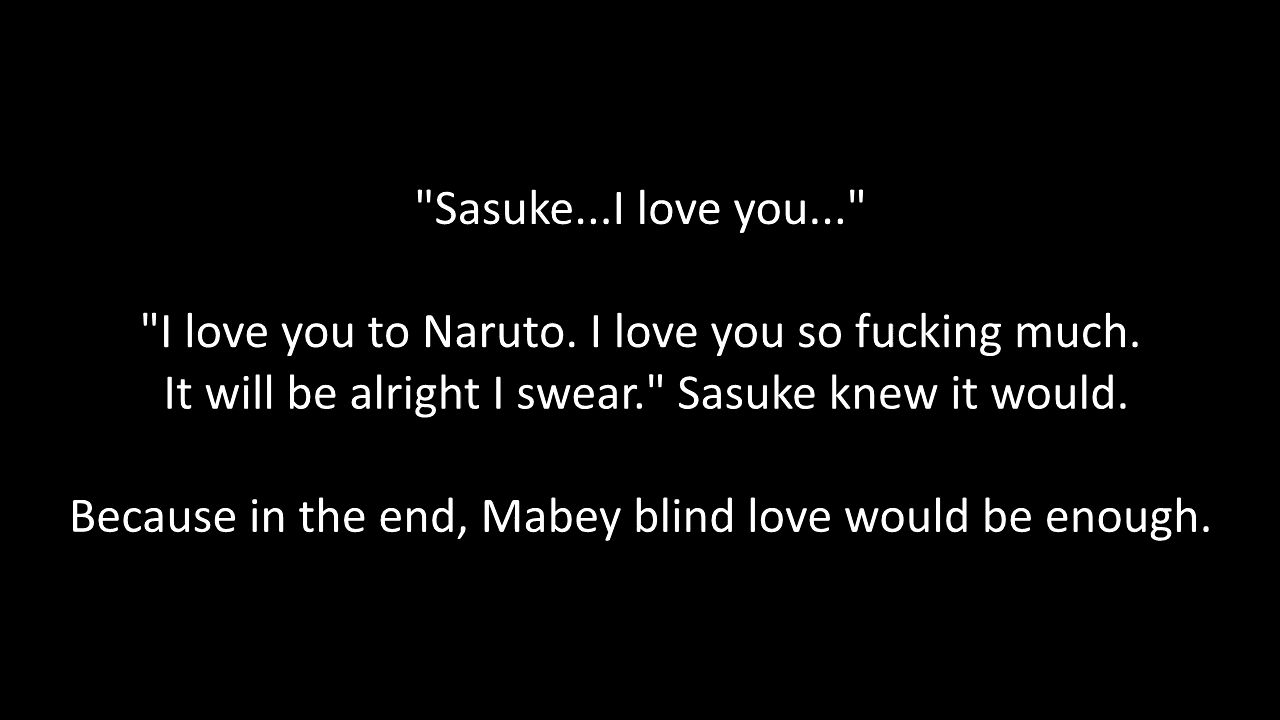 "Sasuke...I love you..."
"I love you to Naruto. I love you so fucking much.
It will be alright I swear." Sasuke knew it would.
Because in the end, Mabey blind love would be enough.